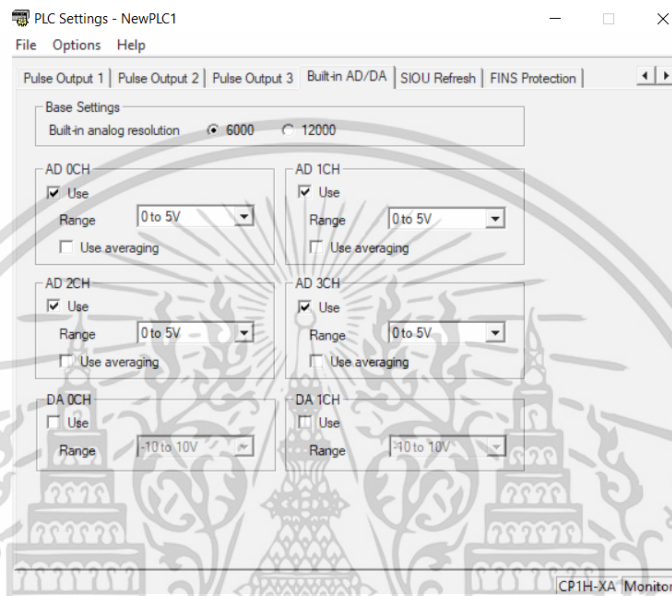 PLC Settings - NewPLC1
File Options Help
Pulse Output 1 Pulse Output 2 Pulse Output 3 Built-in AD/DA SIOU Refresh FINS Protection
Base Settings
Built-in analog resolution 6000 12000
AD 0CH AD 1CH
Use Use
Range 0 to 5V Range 0 to 5V
Use averaging Use averaging
AD 2CH AD 3CH
Use Use
Range 0 to 5V Range 0 to 5V
Use averaging Use averaging
DA 0CH DA 1CH
Use Use
Range -10 to 10V Range -10 to 10V
CP1H-XA Monitor